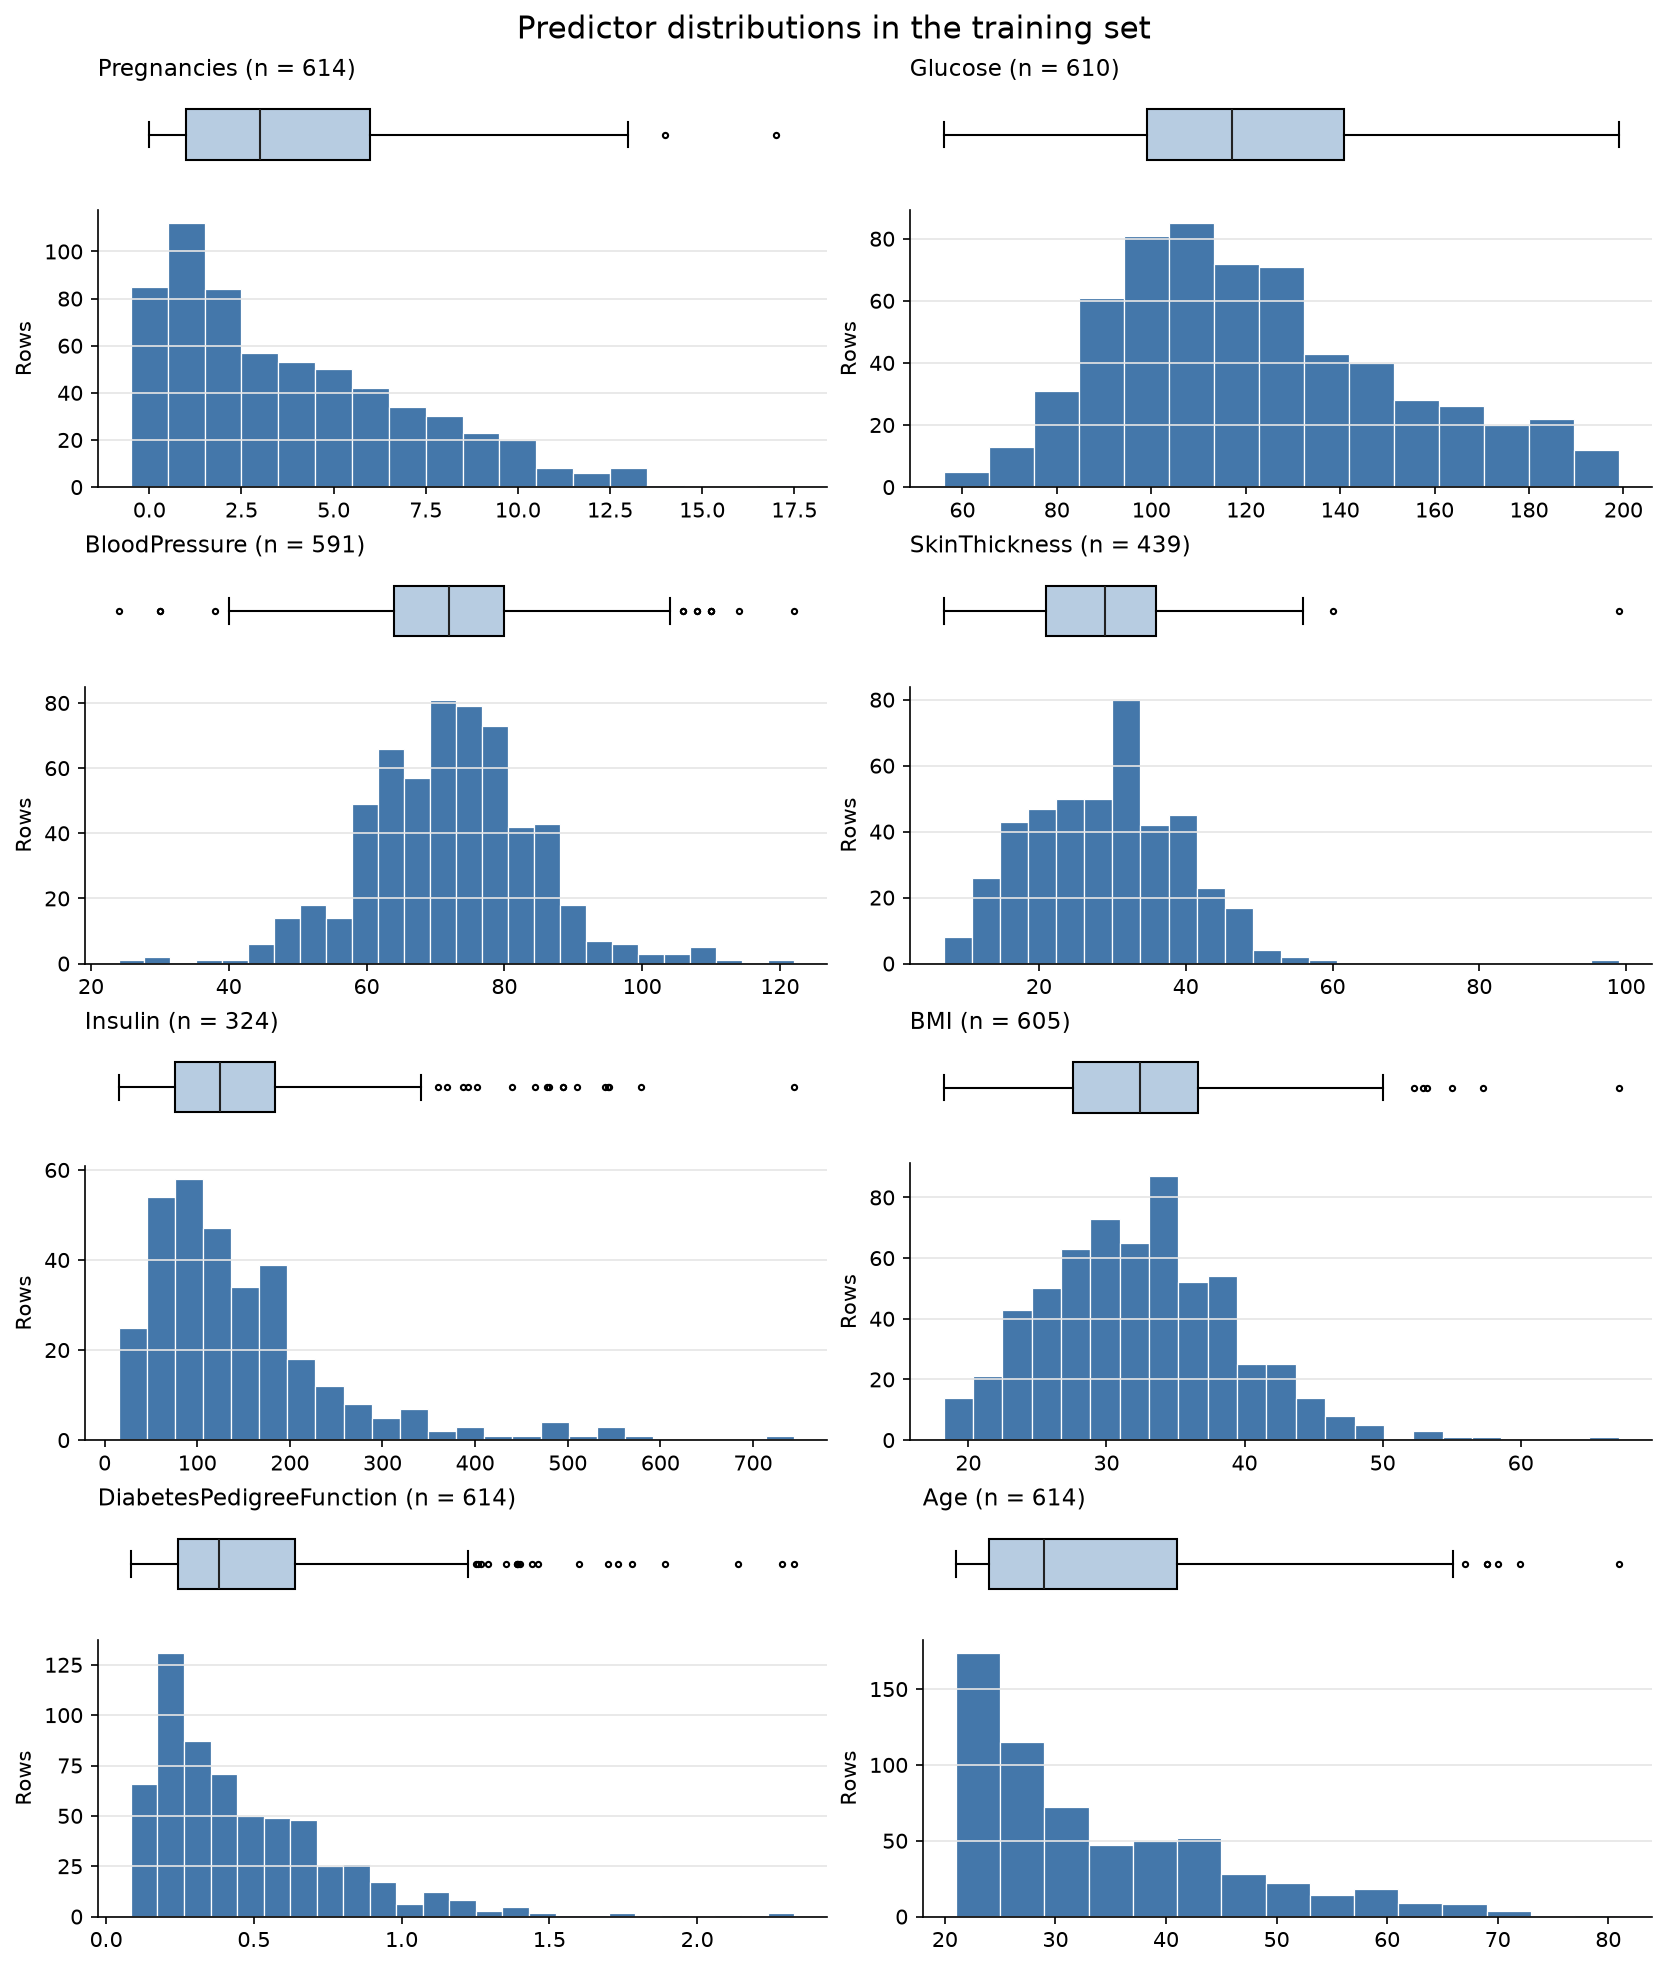 Predictor distributions in the training set
Pregnancies (n = 614)
Rows
100
80
60
40
20
0
0.0 2.5 5.0 7.5 10.0 12.5 15.0 17.5
Glucose (n = 610)
Rows
80
60
40
20
0
60 80 100 120 140 160 180 200
BloodPressure (n = 591)
Rows
80
60
40
20
0
20 40 60 80 100 120
SkinThickness (n = 439)
Rows
80
60
40
20
0
20 40 60 80 100
Insulin (n = 324)
Rows
60
40
20
0
0 100 200 300 400 500 600 700
BMI (n = 605)
Rows
80
60
40
20
0
20 30 40 50 60
DiabetesPedigreeFunction (n = 614)
Rows
125
100
75
50
25
0
0.0 0.5 1.0 1.5 2.0
Age (n = 614)
Rows
150
100
50
0
20 30 40 50 60 70 80